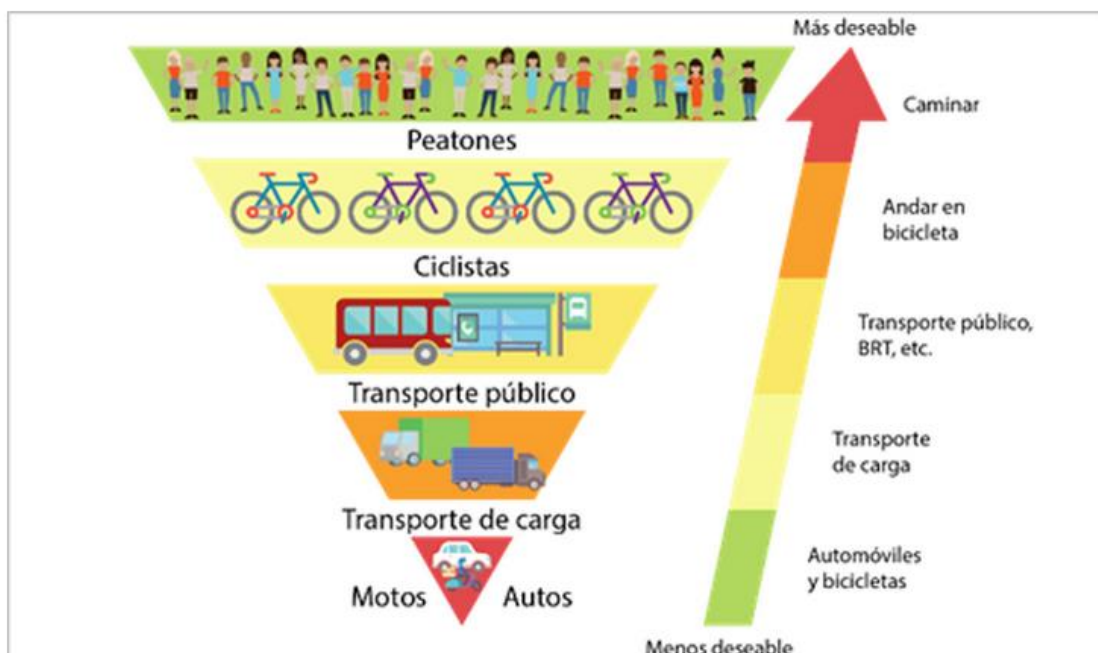 Más deseable
Caminar
Peatones
Andar en
bicicleta
Ciclistas
Transporte público,
BRT, etc.
Transporte público
Transporte
de carga
Transporte de carga
Automóviles
y bicicletas
Motos
Autos
Menos deseable